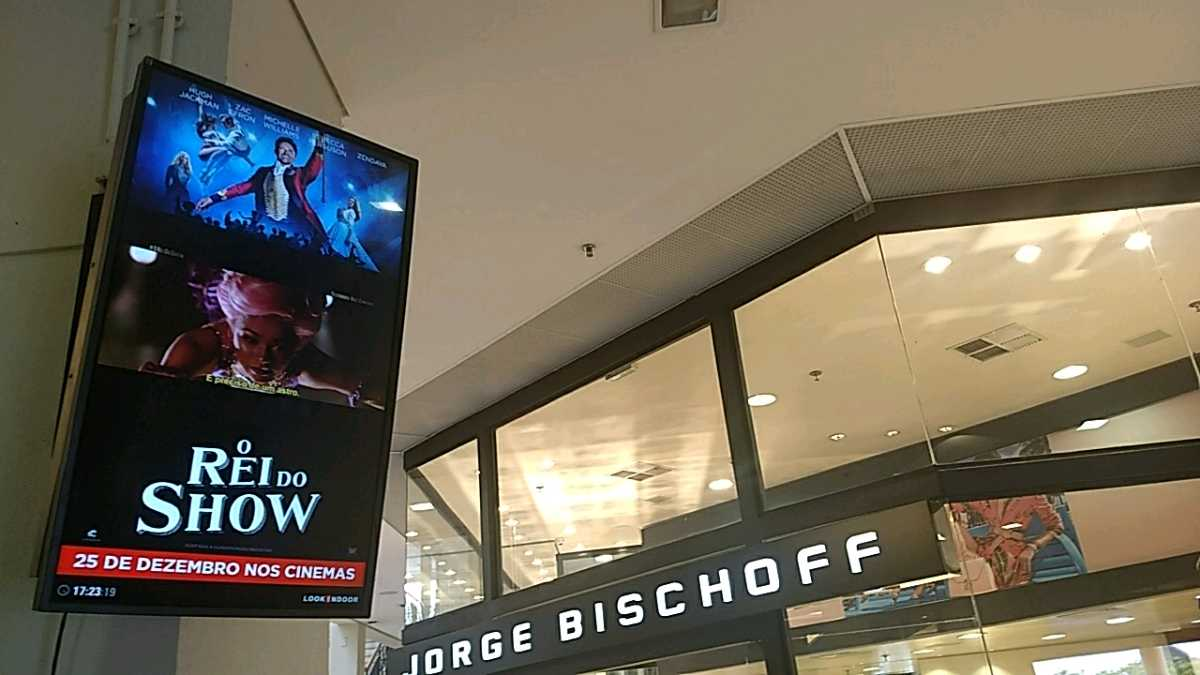 HUGH JACKMAN
ZAC EFRON
MICHELLE WILLIAMS
ZENDAYA
É preciso de um astro.
O
REI DO
SHOW
25 DE DEZEMBRO NOS CINEMAS
17:23:19
LOOK INDOOR
JORGE BISCHOFF